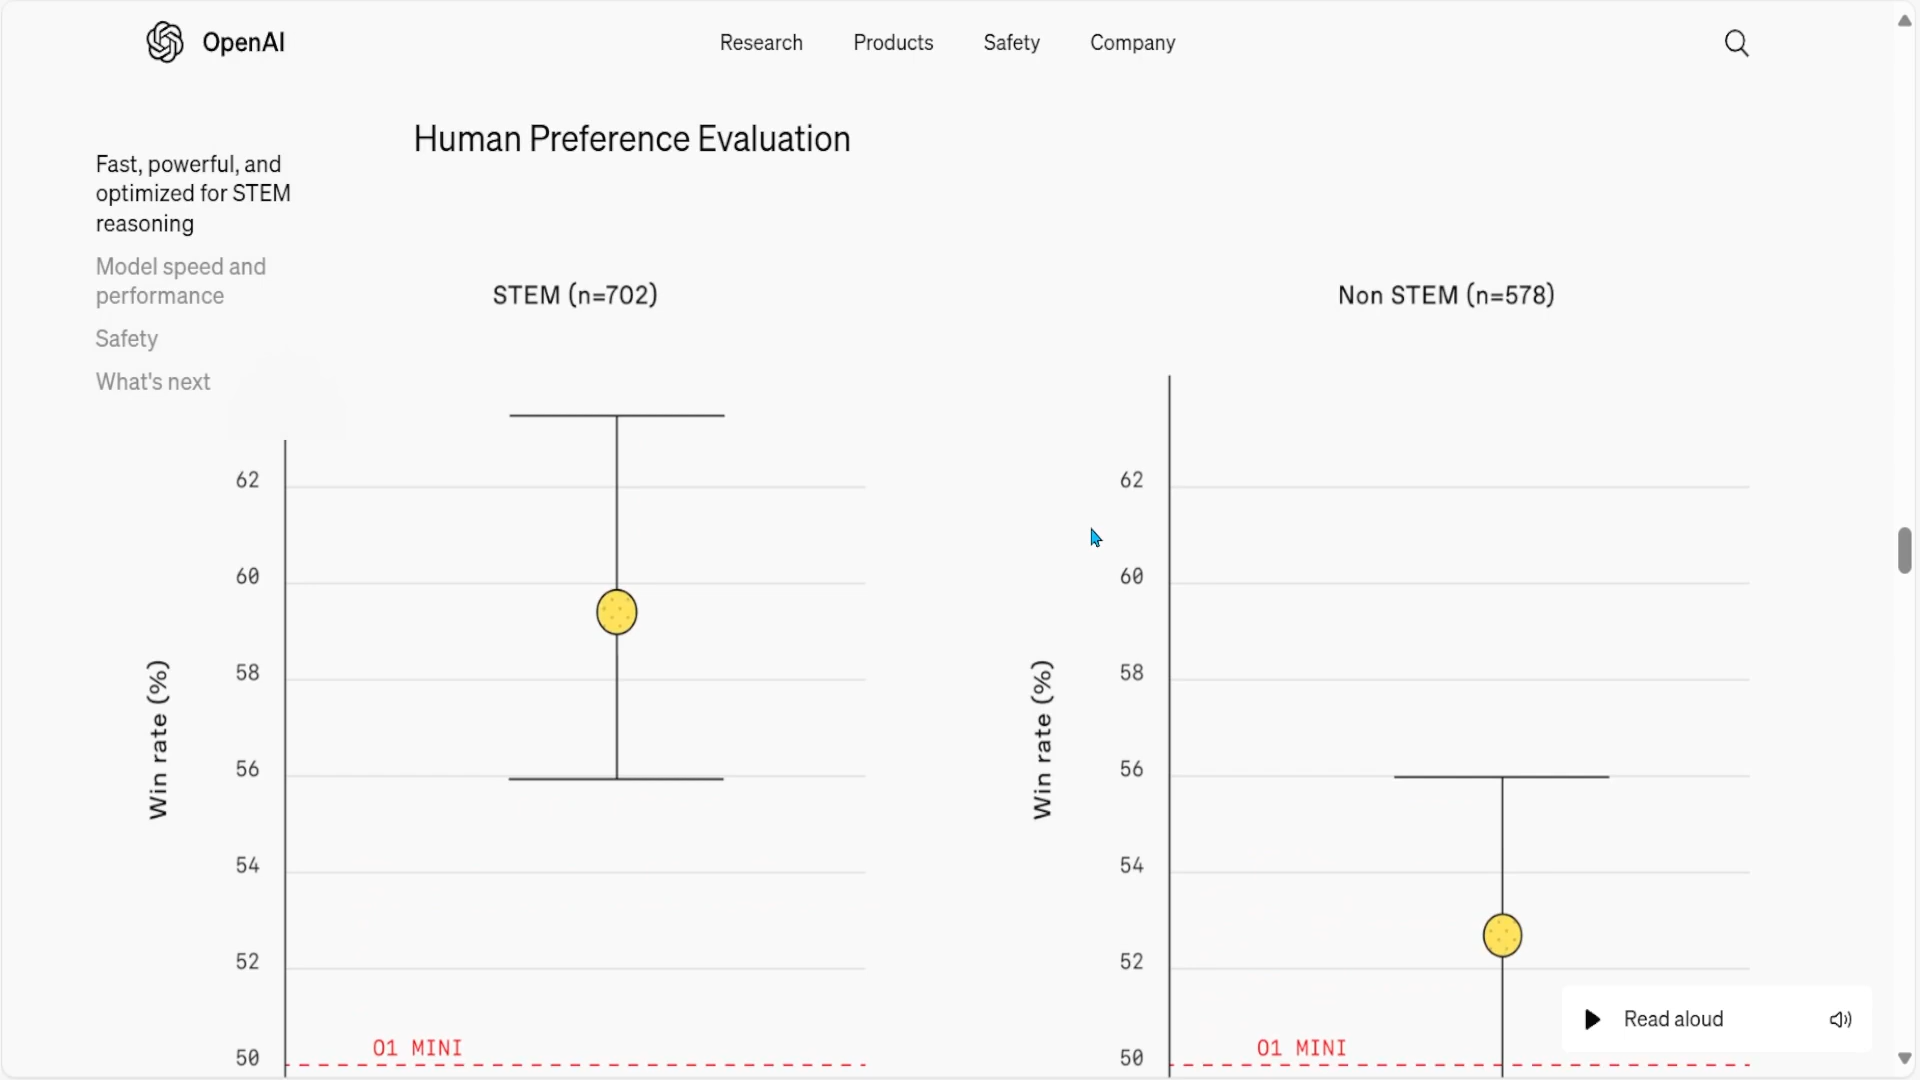 OpenAI
Research
Products
Safety
Company
Human Preference Evaluation
Fast, powerful, and
optimized for STEM
reasoning
Model speed and
performance
Safety
What's next
STEM (n=702)
62
60
58
56
54
52
50
Win rate (%)
O1 MINI
Non STEM (n=578)
62
60
58
56
54
52
50
Win rate (%)
O1 MINI
Read aloud